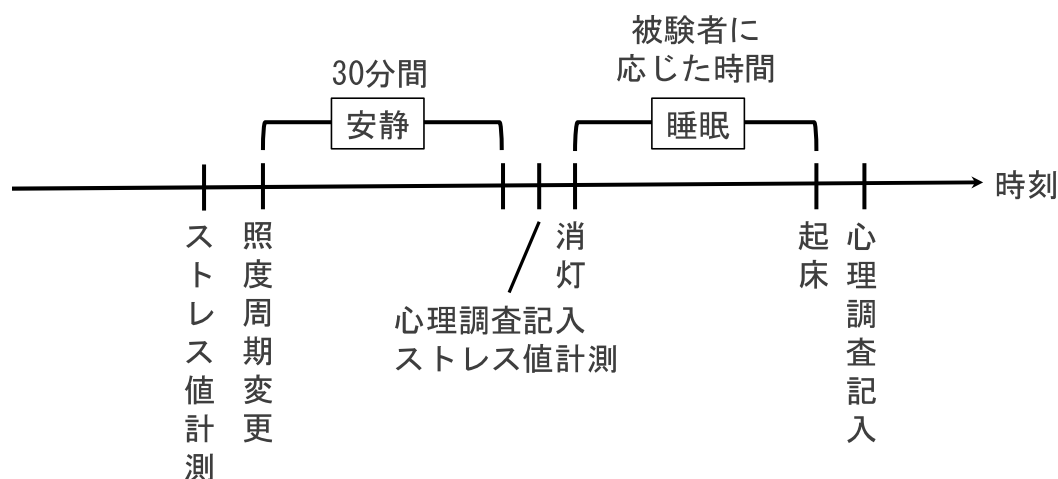 被験者に
応じた時間
30分間
安静
睡眠
時刻
ストレス値計測
照度周期変更
心理調査記入
ストレス値計測
消灯
起床
心理調査記入